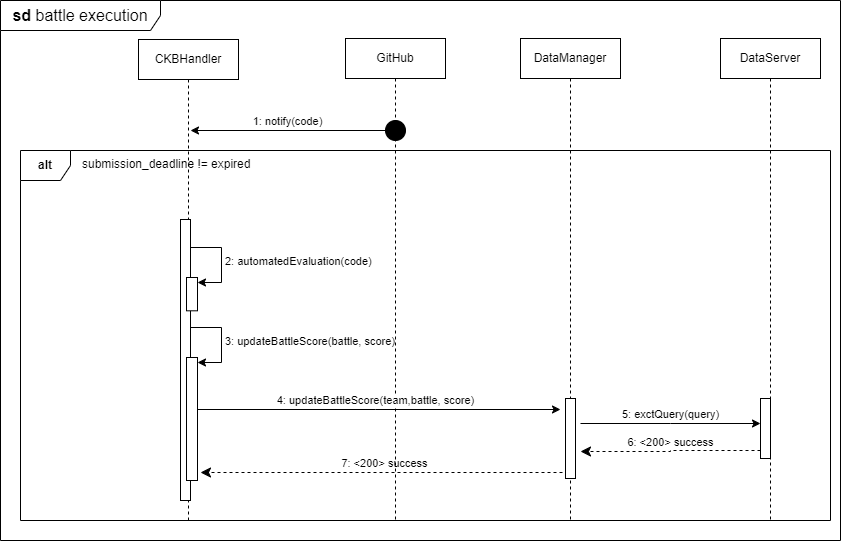 sd battle execution
CKBHandler
GitHub
DataManager
DataServer
1: notify(code)
alt
submission_deadline != expired
2: automatedEvaluation(code)
3: updateBattleScore(battle, score)
4: updateBattleScore(team,battle, score)
5: exctQuery(query)
6: <200> success
7: <200> success